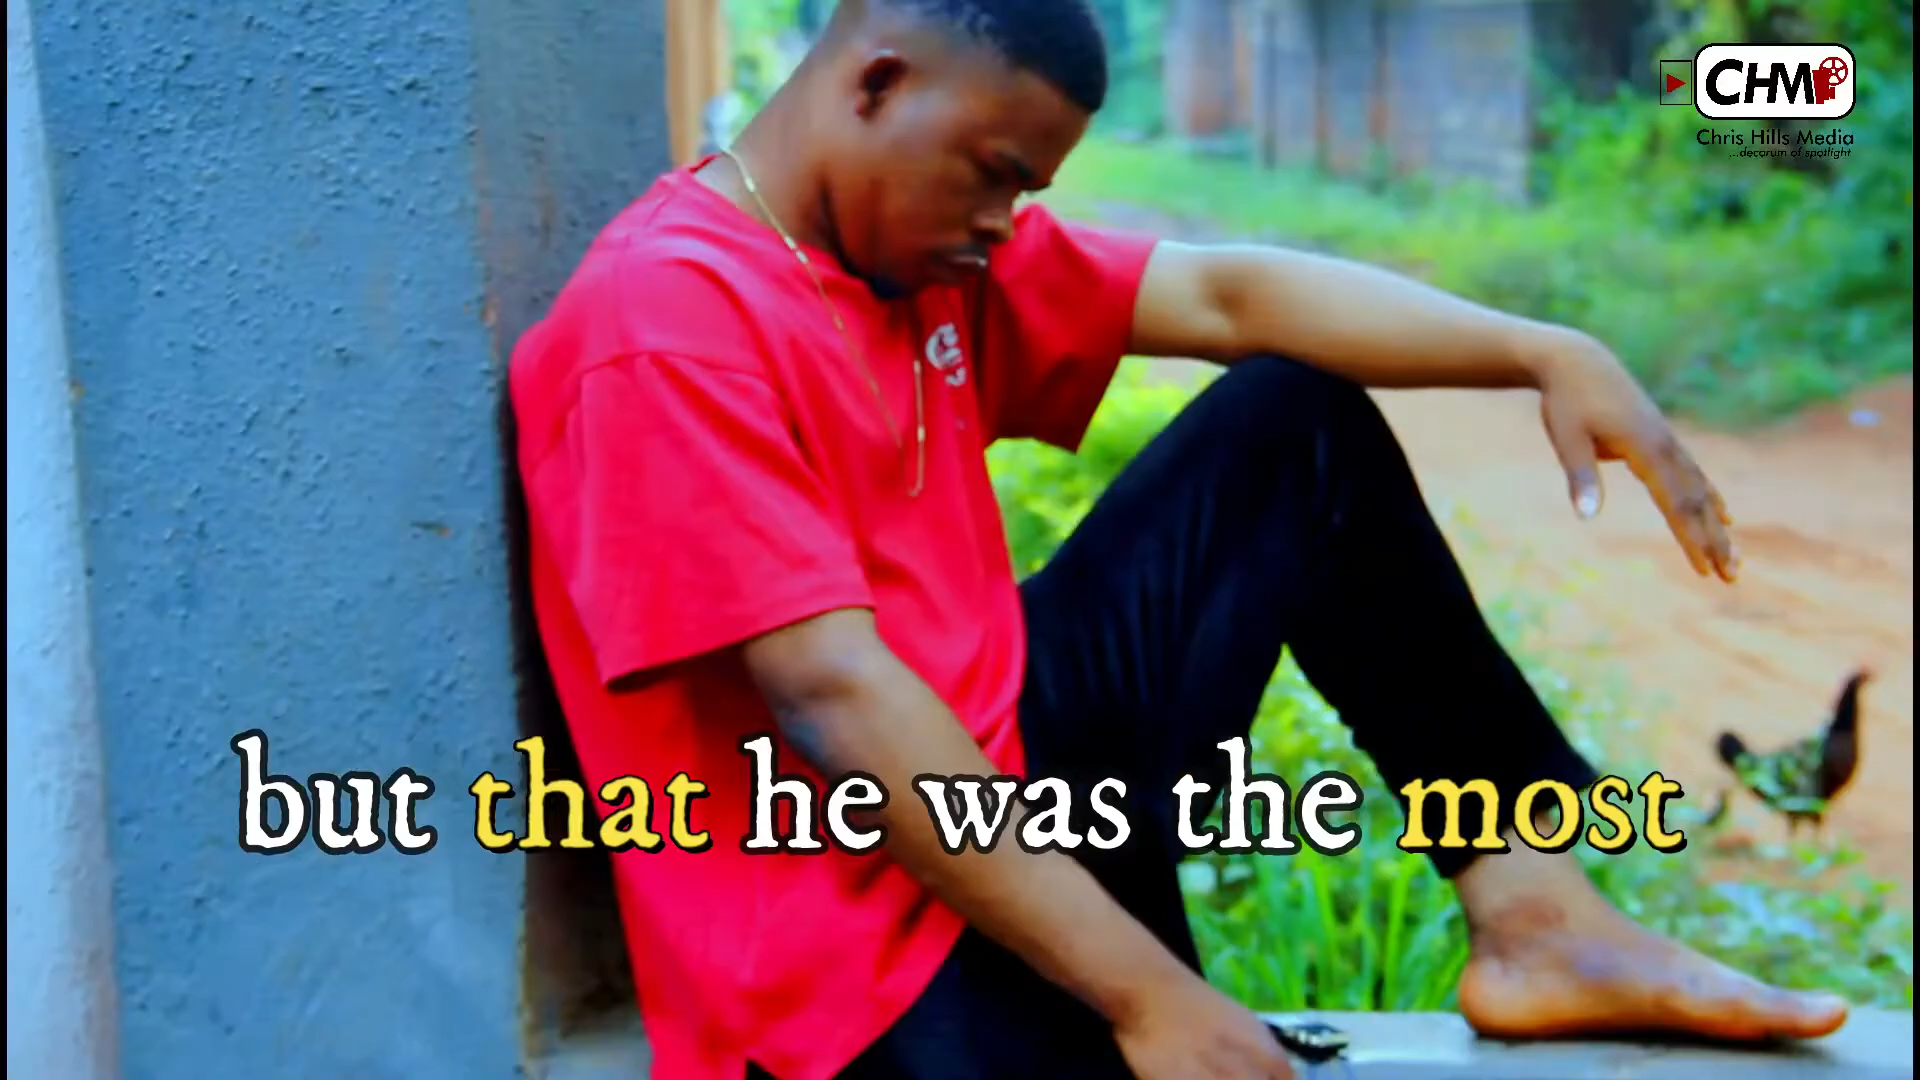 CHM
Chris Hills Media
...decorum of spotlight
but that he was the most